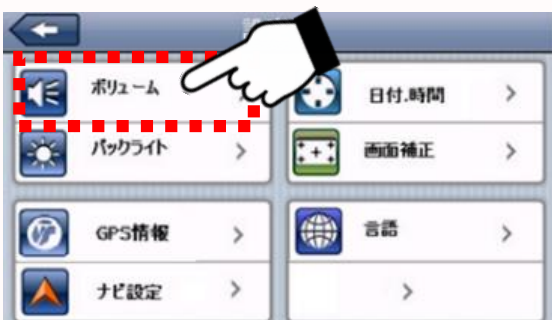 ボリューム
バックライト
日付.時間
画面補正
GPS情報
ナビ設定
言語